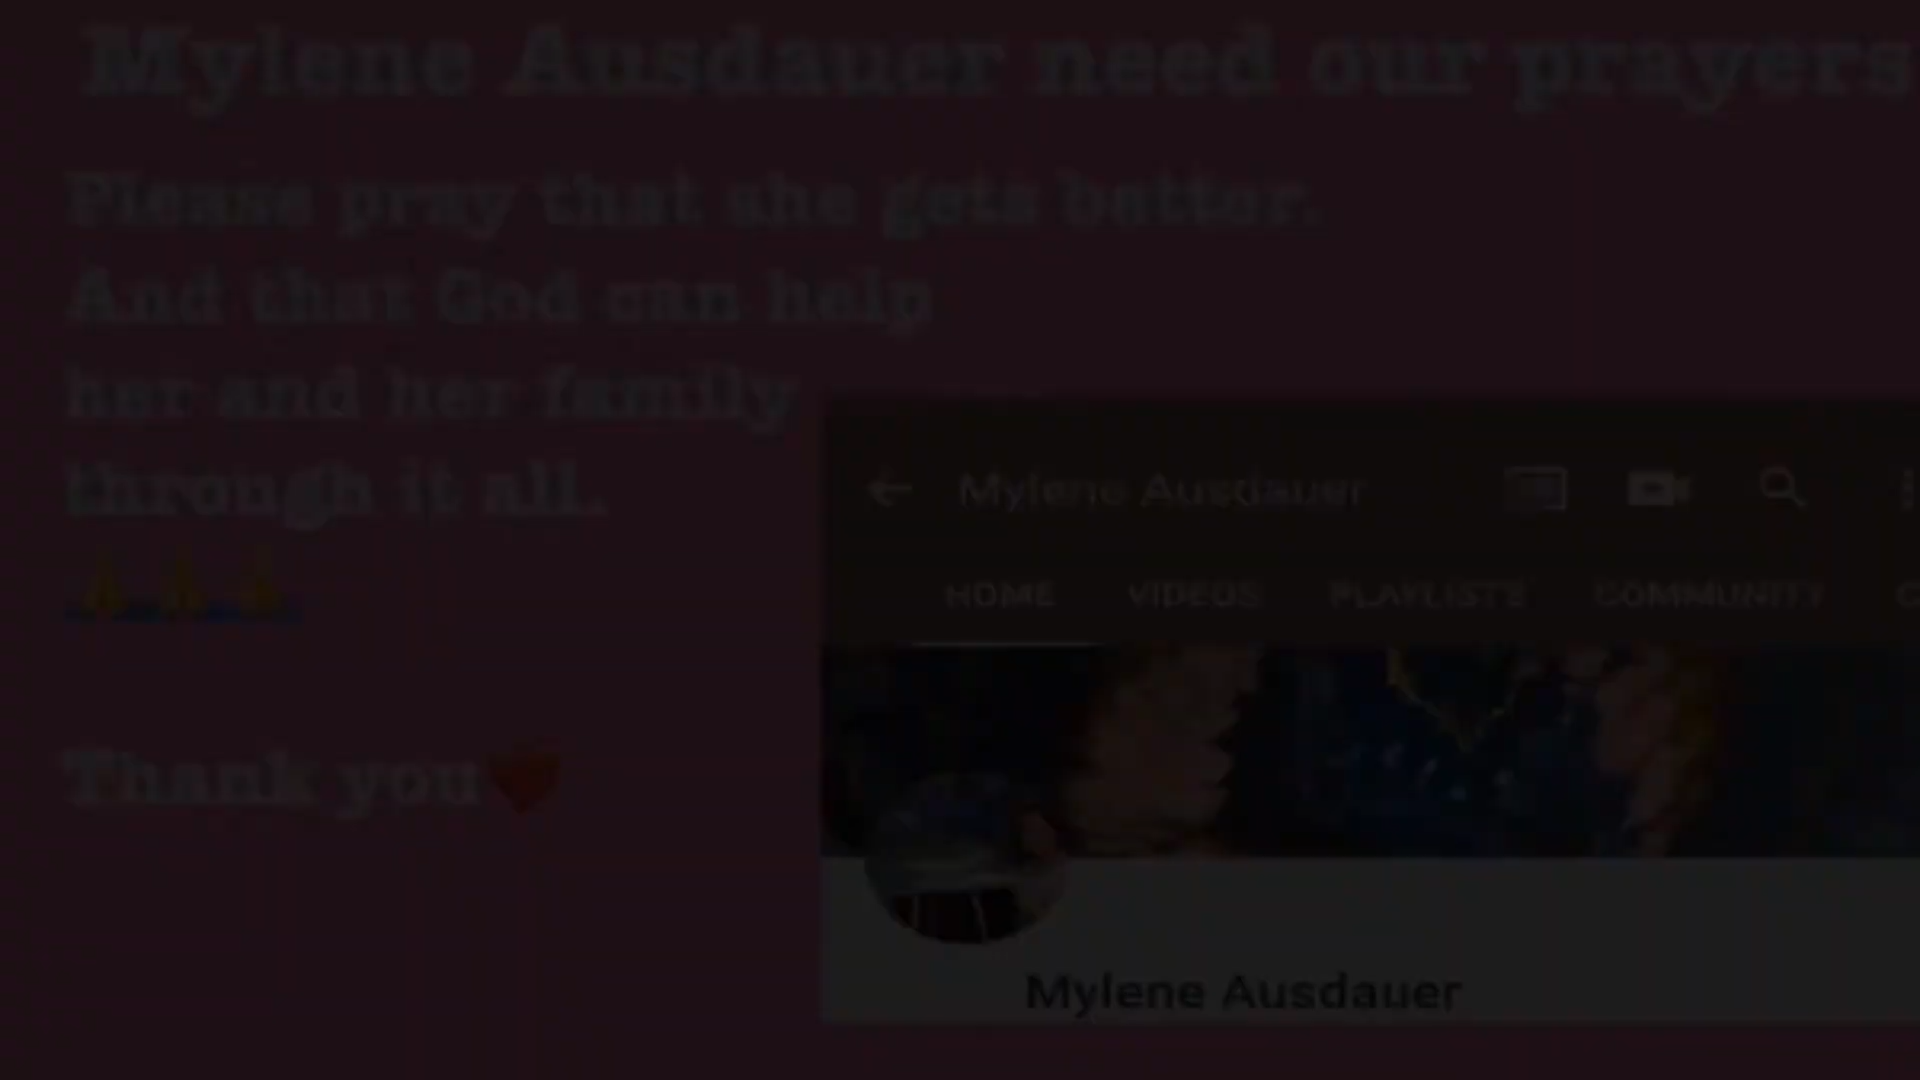 Mylene Ausdauer need our prayers
Please pray that she gets better.
And that God can help
her and her family
through it all.
🙏🙏🙏
Thank you❤
Mylene Ausdauer
HOME VIDEOS PLAYLISTS COMMUNITY
Mylene Ausdauer